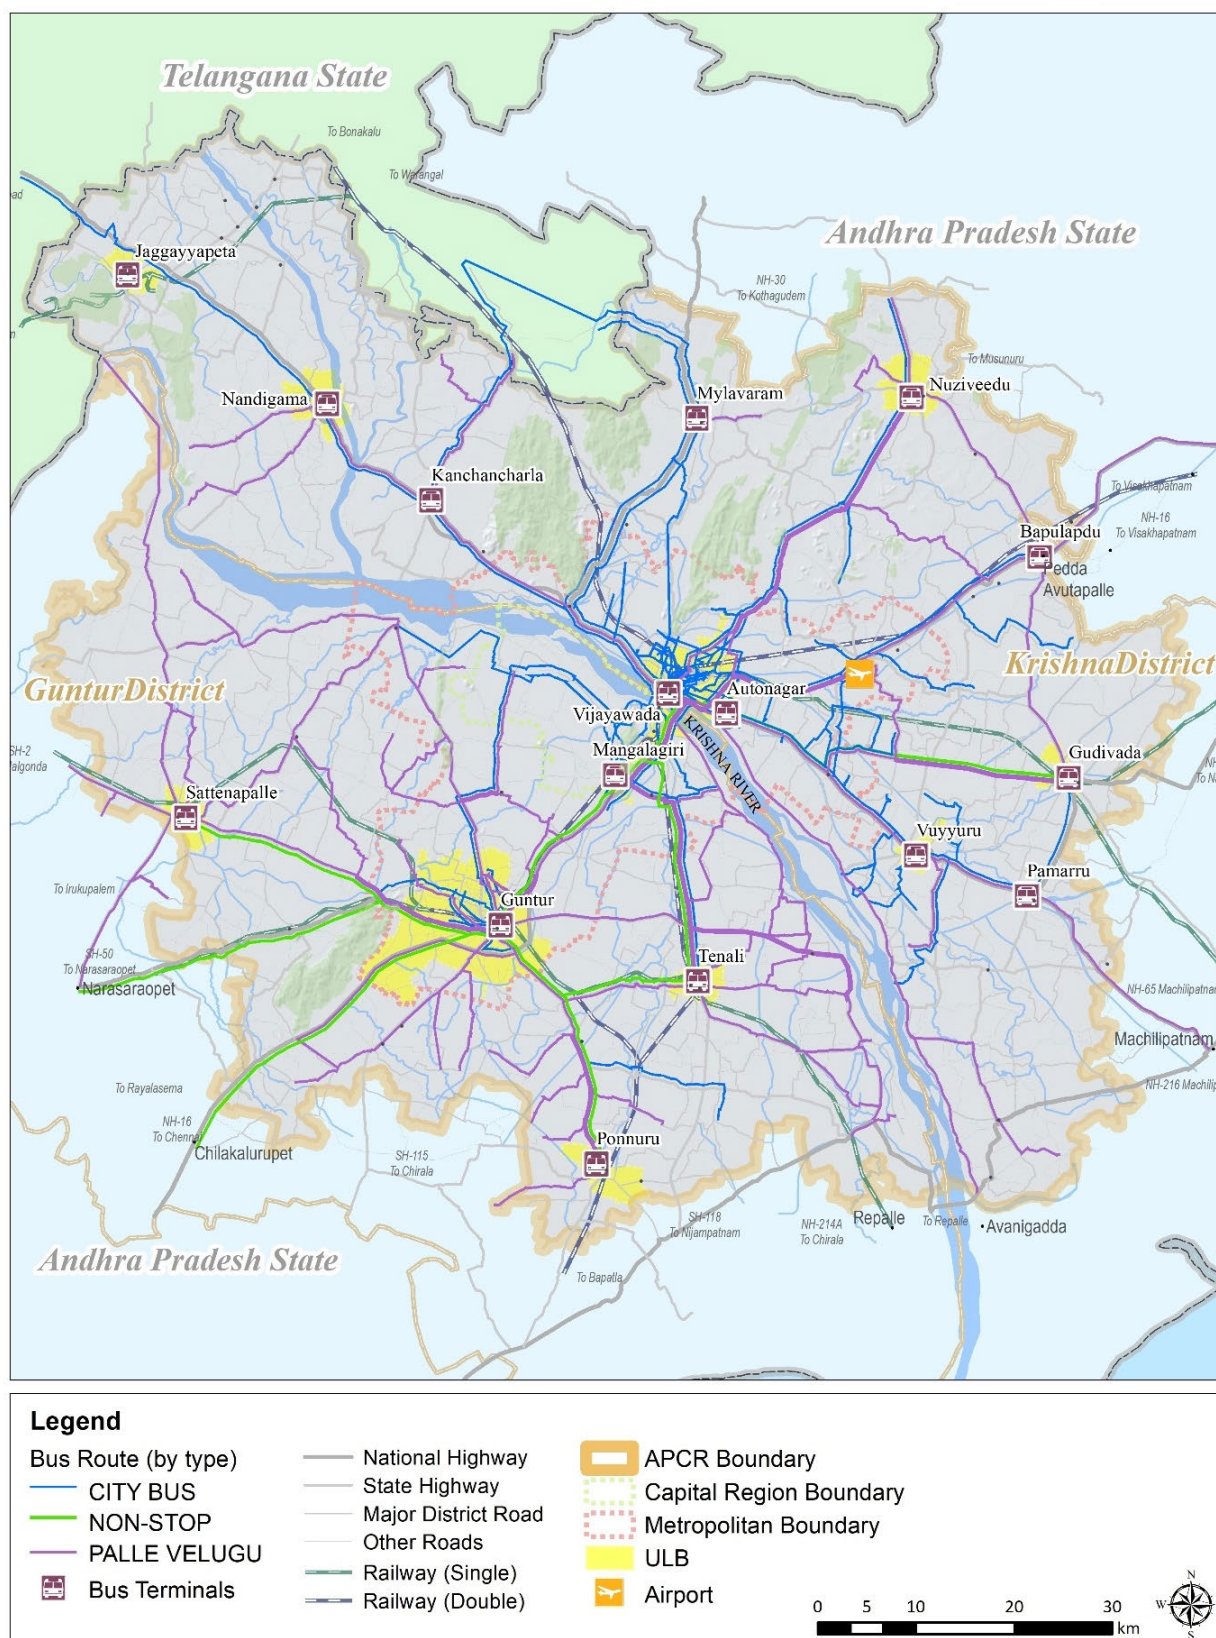 Telangana State
To Bonakalu
To Warangal
Andhra Pradesh State
Jaggayyapeta
NH-30
To Kothagudem
To Musunuru
Nandigama
Mylavaram
Nuziveedu
Kanchancharla
To Visakhapatnam
NH-16
To Visakhapatnam
Bapulapdu
Pedda
Avutapalle
GunturDistrict
KrishnaDistrict
Autonagar
Vijayawada
Mangalagiri
KRISHNA RIVER
Gudivada
SH-2
Sattenapalle
Vuyyuru
Pamarru
To Irukupalem
Guntur
SH-50
To Narasaraopet
Narasaraopet
Tenali
NH-65 Machilipatnam
Machilipatnam
To Rayalasema
NH-216 Machilip
NH-16
To Chennai
Chilakalurupet
SH-115
To Chirala
Ponnuru
SH-118
To Nijampatnam
NH-214A
To Chirala
Repalle
To Repalle
Avanigadda
Andhra Pradesh State
To Bapatla
Legend
Bus Route (by type)
CITY BUS
NON-STOP
PALLE VELUGU
Bus Terminals
National Highway
State Highway
Major District Road
Other Roads
Railway (Single)
Railway (Double)
APCR Boundary
Capital Region Boundary
Metropolitan Boundary
ULB
Airport
0 5 10 20 30
km
N
W
S